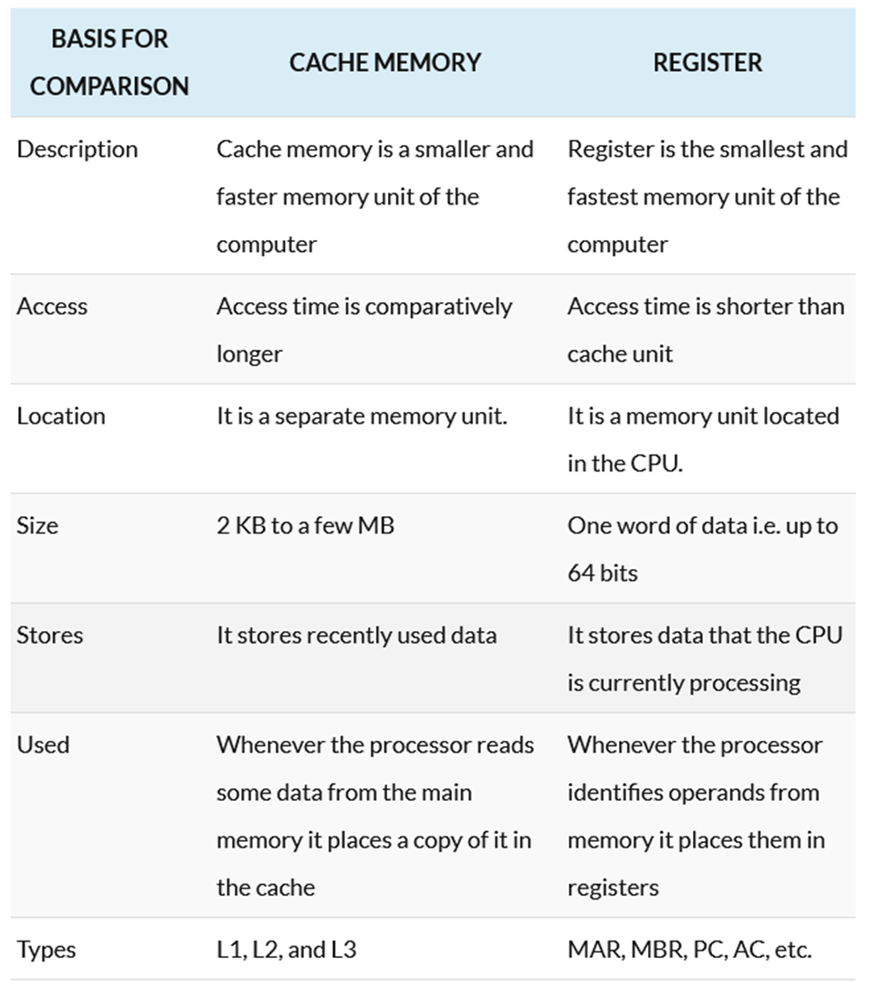 BASIS FOR
COMPARISON
CACHE MEMORY
REGISTER
Description
Cache memory is a smaller and
faster memory unit of the
computer
Register is the smallest and
fastest memory unit of the
computer
Access
Access time is comparatively
longer
Access time is shorter than
cache unit
Location
It is a separate memory unit.
It is a memory unit located
in the CPU.
Size
2 KB to a few MB
One word of data i.e. up to
64 bits
Stores
It stores recently used data
It stores data that the CPU
is currently processing
Used
Whenever the processor reads
some data from the main
memory it places a copy of it in
the cache
Whenever the processor
identifies operands from
memory it places them in
registers
Types
L1, L2, and L3
MAR, MBR, PC, AC, etc.